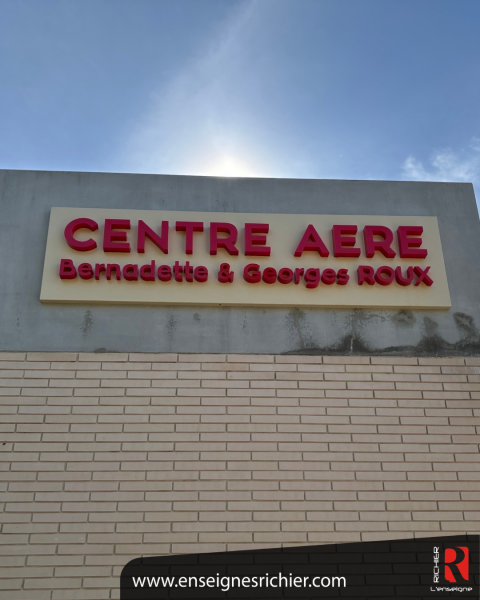 CENTRE AERE
Bernadette & Georges ROUX
www.enseignesrichier.com
RICHIER
L'enseigne